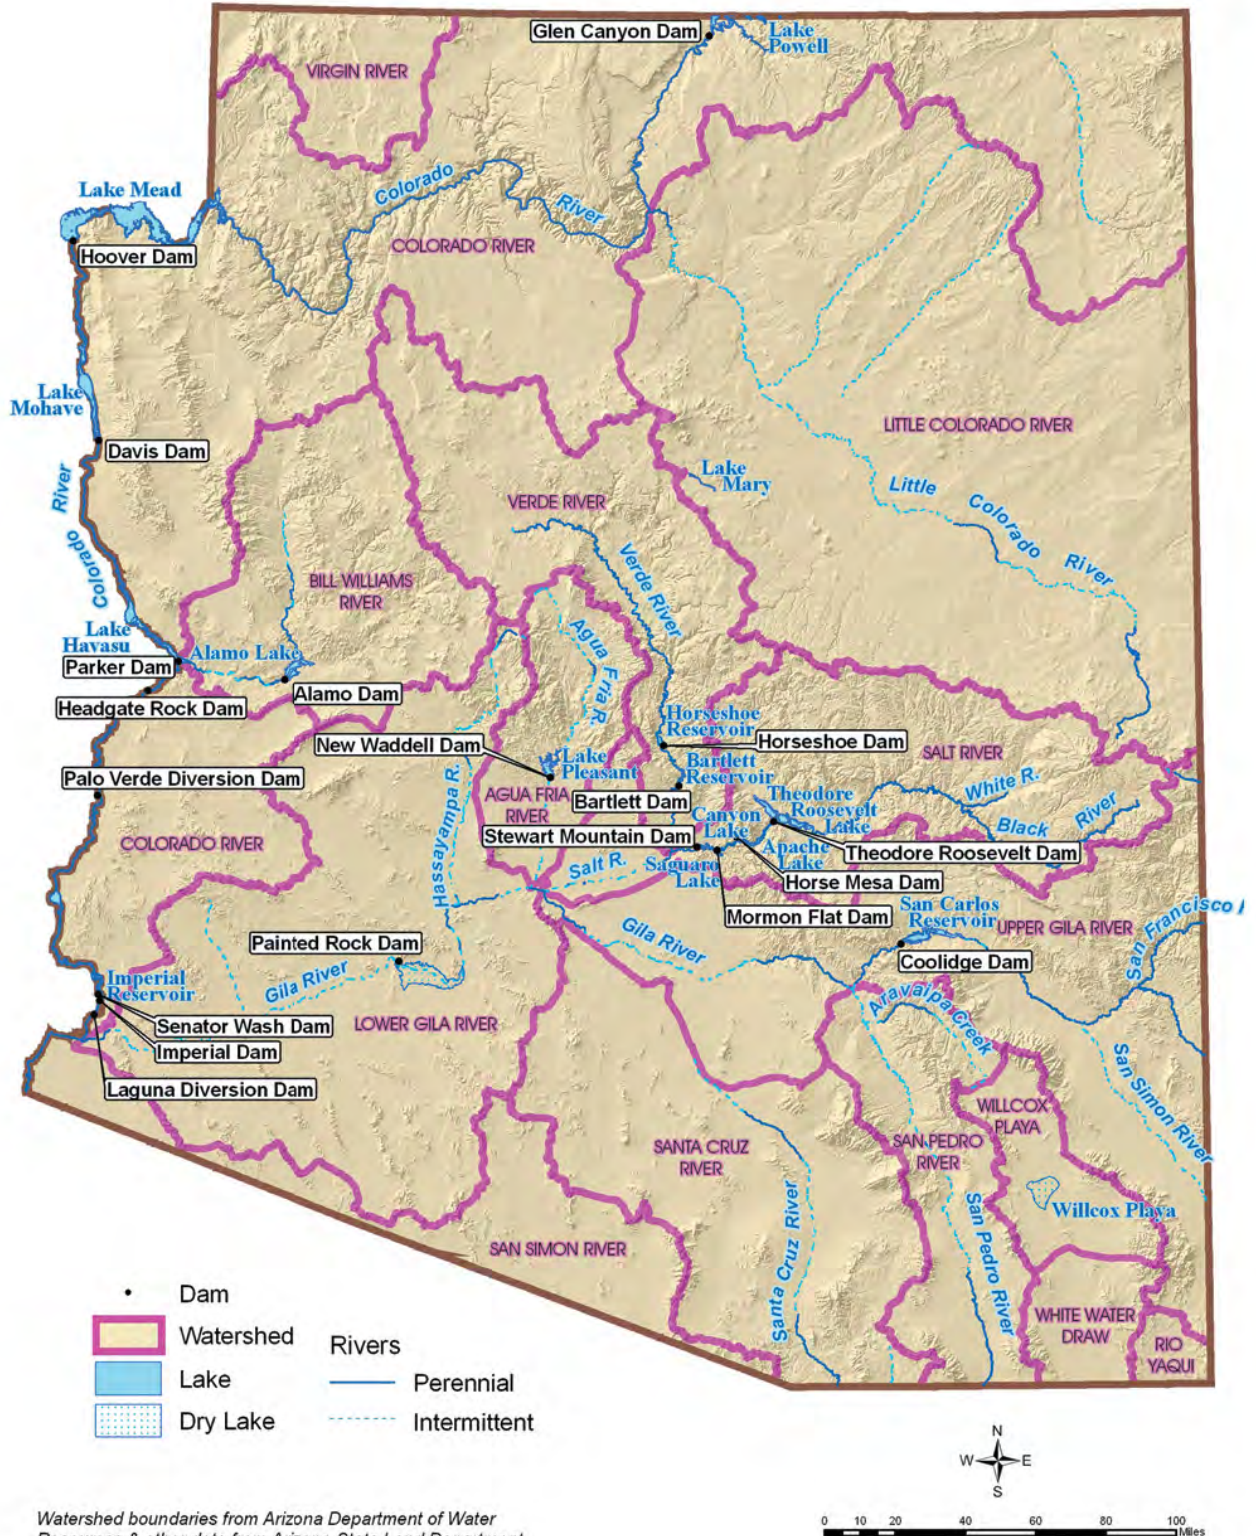 Glen Canyon Dam
Lake
Powell
VIRGIN RIVER
Lake Mead
Colorado
River
Hoover Dam
COLORADO RIVER
Lake
Mohave
LITTLE COLORADO RIVER
Davis Dam
Lake
Mary
River
Colorado
Little
Colorado
River
VERDE RIVER
Verde River
BILL WILLIAMS
RIVER
Lake
Havasu
Agua Fria R.
Alamo Lake
Parker Dam
Alamo Dam
Headgate Rock Dam
Horseshoe
Reservoir
New Waddell Dam
Horseshoe Dam
SALT RIVER
Lake
Pleasant
Bartlett
Reservoir
Palo Verde Diversion Dam
White R.
Hassayampa R.
AGUA FRIA
RIVER
Bartlett Dam
Theodore
Roosevelt
Lake
Black
River
Canyon
Lake
COLORADO RIVER
Stewart Mountain Dam
Apache
Lake
Theodore Roosevelt Dam
Salt R.
Saguaro
Lake
Horse Mesa Dam
Mormon Flat Dam
San Carlos
Reservoir
UPPER GILA RIVER
San Francisco
Gila River
Painted Rock Dam
Coolidge Dam
Gila River
Imperial
Reservoir
Aravaipa Creek
Senator Wash Dam
LOWER GILA RIVER
Imperial Dam
San Simon River
Laguna Diversion Dam
WILLCOX
PLAYA
SANTA CRUZ
RIVER
SAN PEDRO
RIVER
Willcox Playa
Santa Cruz River
San Pedro River
SAN SIMON RIVER
WHITE WATER
DRAW
RIO
YAQUI
Dam
Watershed
Rivers
Lake
Perennial
Dry Lake
Intermittent
N
W E
S
Watershed boundaries from Arizona Department of Water
0 10 20 40 60 80 100
Miles